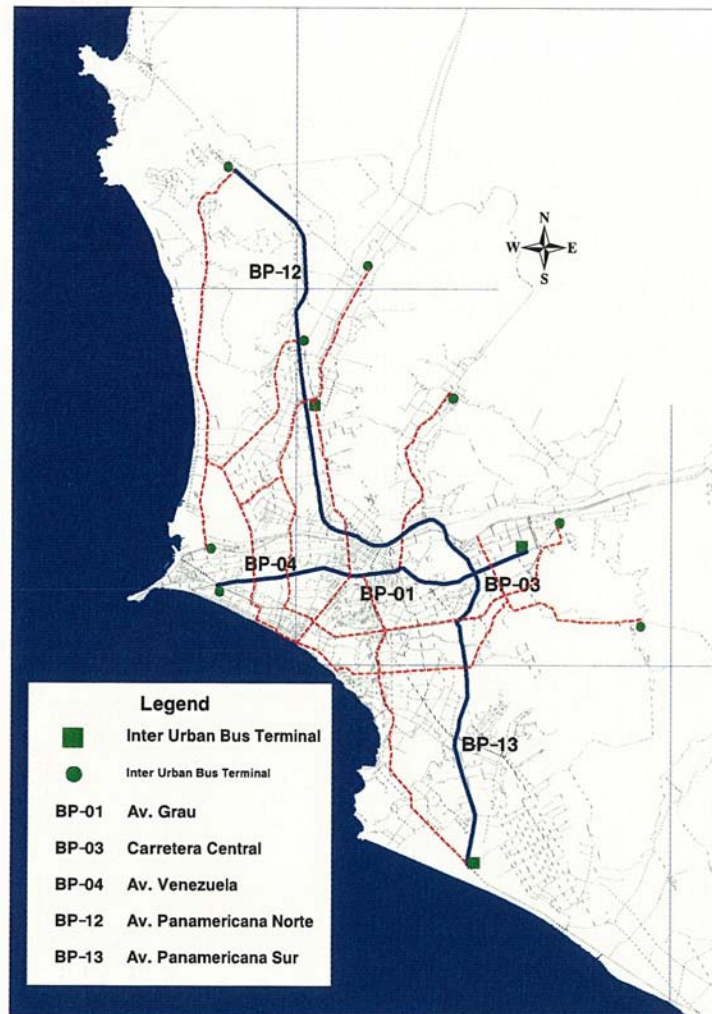 N
W E
S
BP-12
BP-04
BP-03
BP-01
BP-13
Legend
Inter Urban Bus Terminal
Inter Urban Bus Terminal
BP-01 Av. Grau
BP-03 Carretera Central
BP-04 Av. Venezuela
BP-12 Av. Panamericana Norte
BP-13 Av. Panamericana Sur